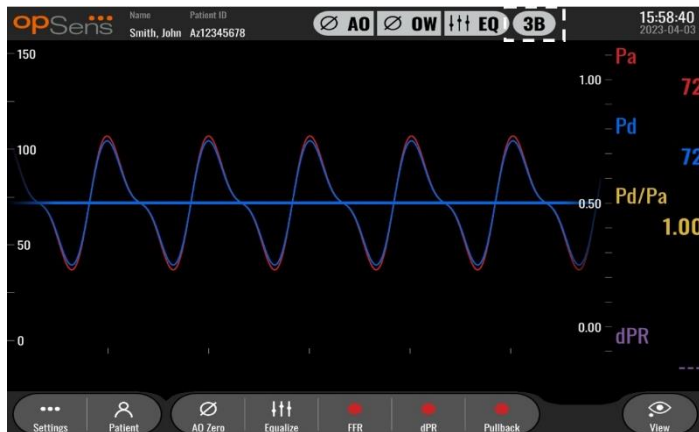 opSens
Name Patient ID
Smith, John Az12345678
Ø AO Ø OW EQ 3B
15:58:40
2023-04-03
150
100
50
0
1.00
0.50
0.00
Pa
72
Pd
72
Pd/Pa
1.00
dPR
---
Settings Patient AO Zero Equalize FFR dPR Pullback View